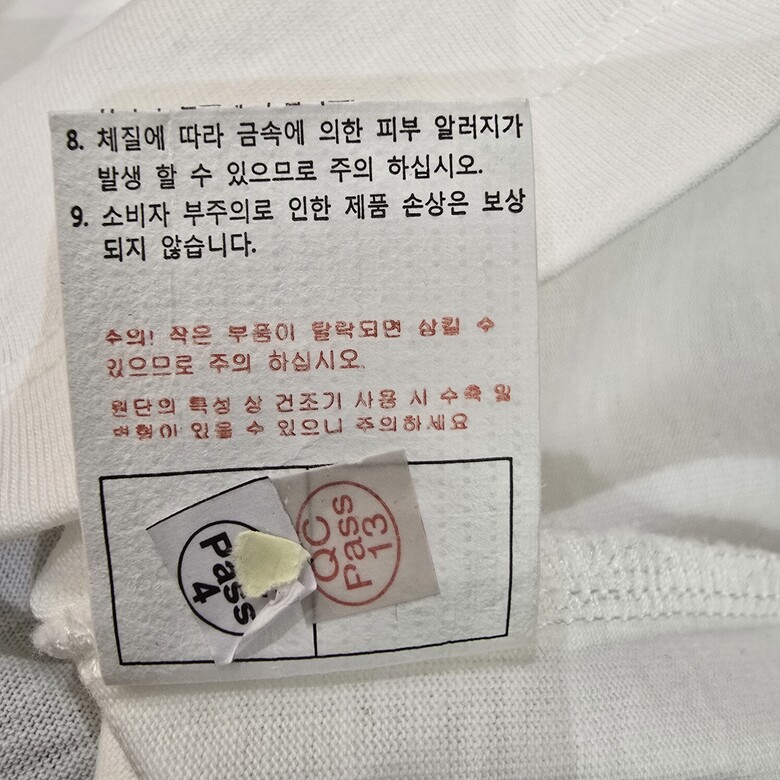 8. 체질에 따라 금속에 의한 피부 알러지가
발생 할 수 있으므로 주의 하십시오.
9. 소비자 부주의로 인한 제품 손상은 보상
되지 않습니다.
주의! 작은 부품이 탈락되면 삼킬 수
있으므로 주의 하십시오.
원단의 특성 상 건조기 사용 시 수축 및
변형이 있을 수 있으니 주의하세요
Pass
4
QC
Pass
13